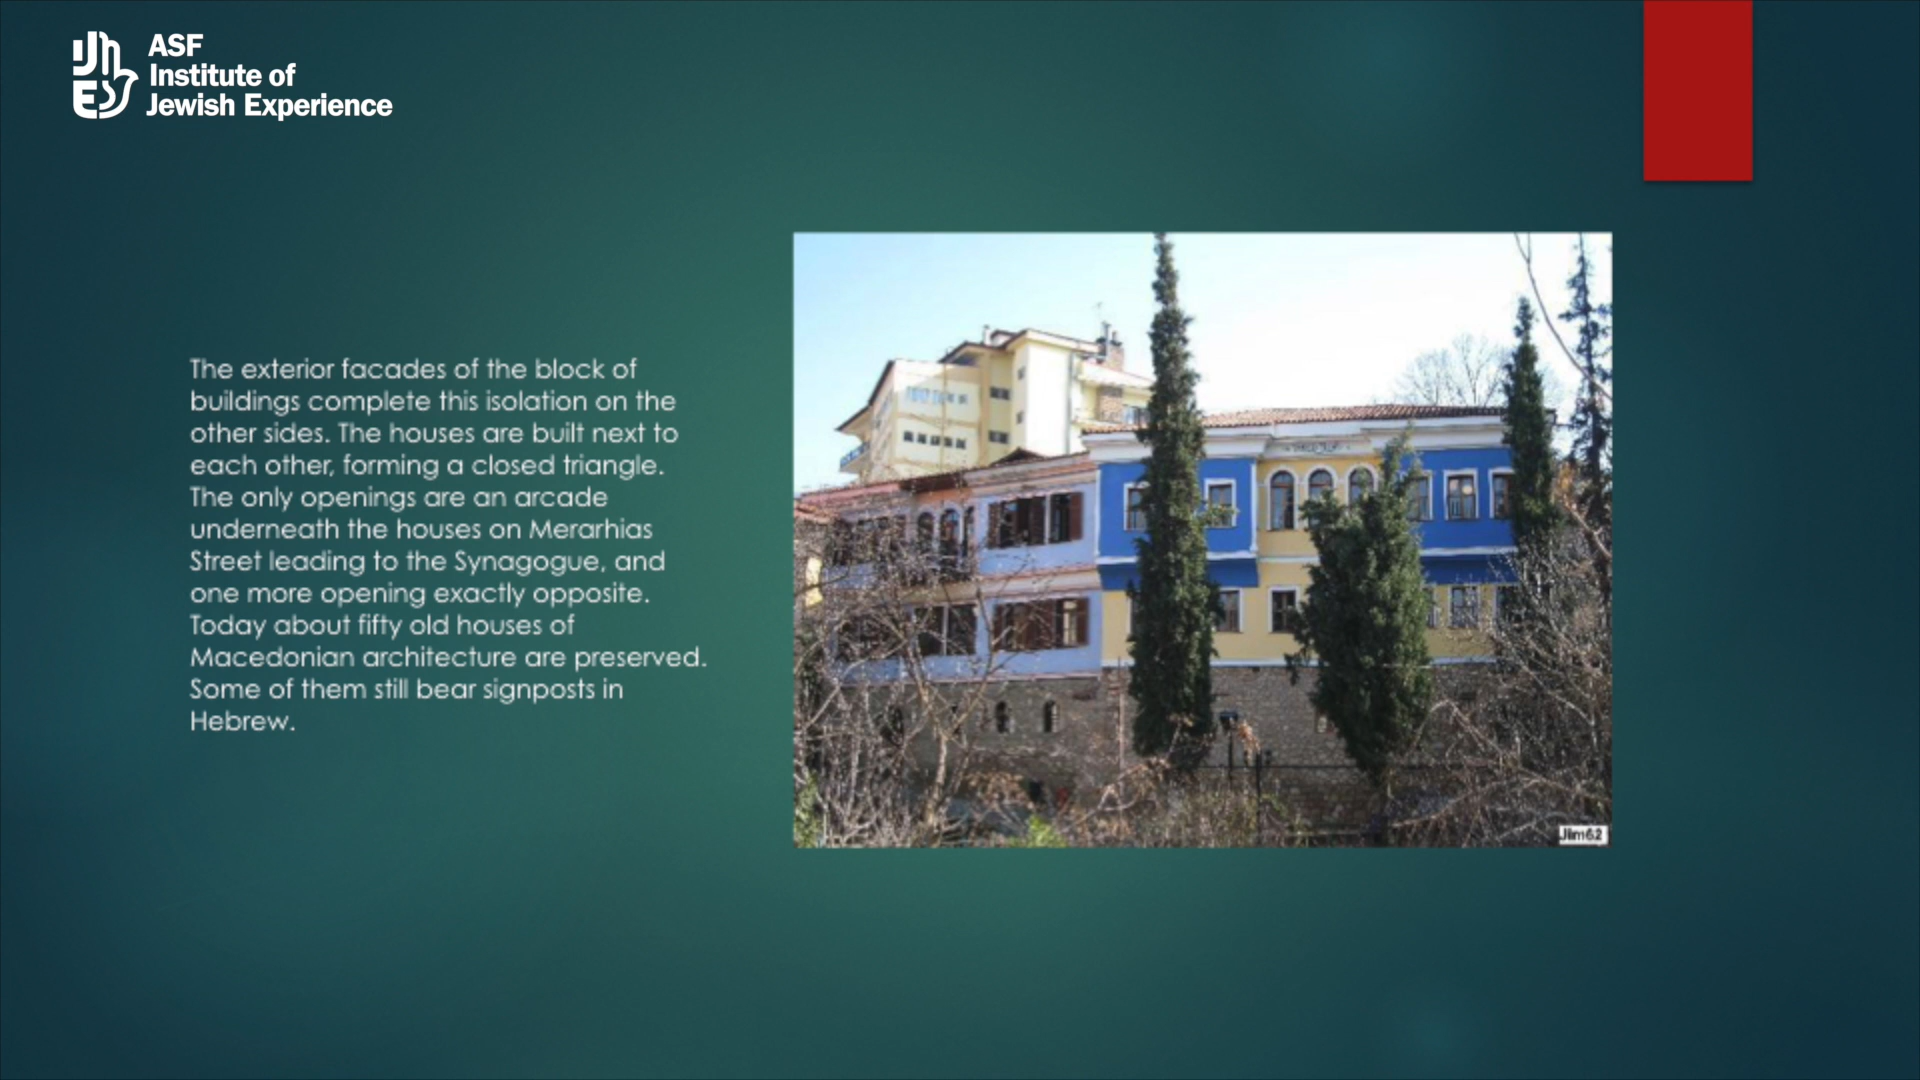 ASF
Institute of
Jewish Experience
The exterior facades of the block of
buildings complete this isolation on the
other sides. The houses are built next to
each other, forming a closed triangle.
The only openings are an arcade
underneath the houses on Merarhias
Street leading to the Synagogue, and
one more opening exactly opposite.
Today about fifty old houses of
Macedonian architecture are preserved.
Some of them still bear signposts in
Hebrew.
Jim62